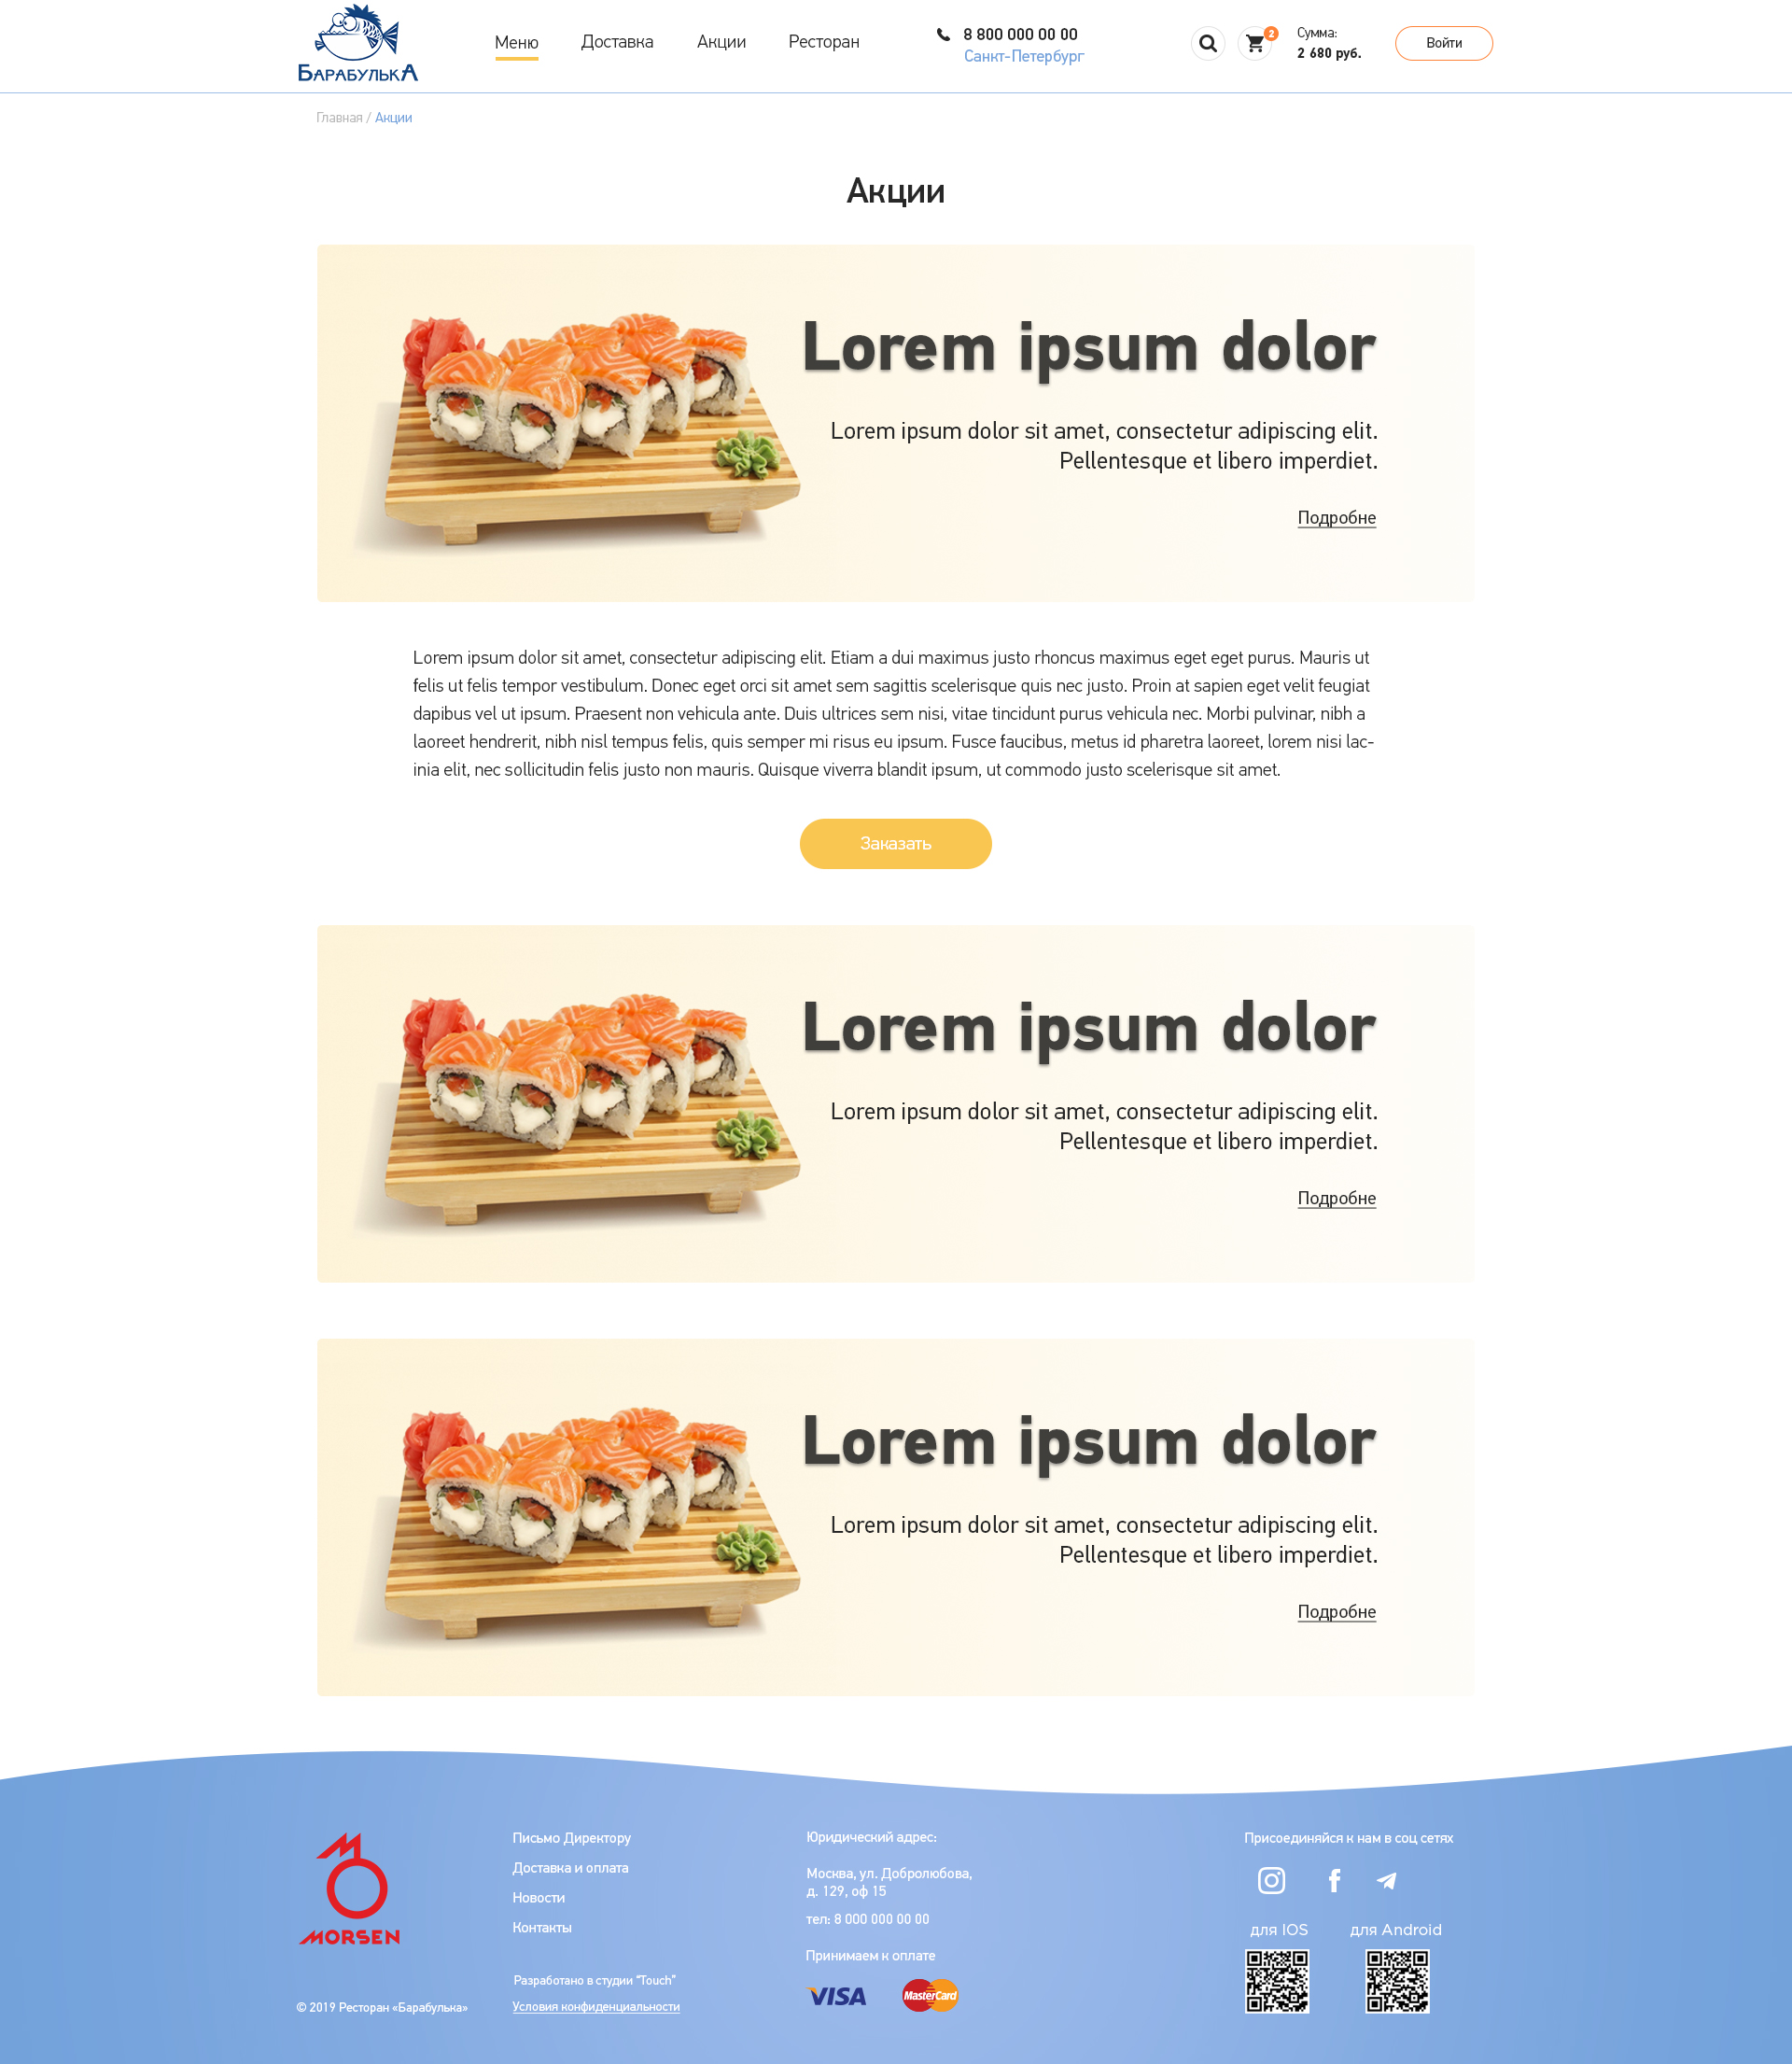 БАРАБУЛЬКА
Меню
Доставка
Акции
Ресторан
8 800 000 00 00
Санкт-Петербург
2
Сумма:
2 680 руб.
Войти
Главная / Акции
Акции
Lorem ipsum dolor
Lorem ipsum dolor sit amet, consectetur adipiscing elit.
Pellentesque et libero imperdiet.
Подробне
Lorem ipsum dolor sit amet, consectetur adipiscing elit. Etiam a dui maximus justo rhoncus maximus eget eget purus. Mauris ut
felis ut felis tempor vestibulum. Donec eget orci sit amet sem sagittis scelerisque quis nec justo. Proin at sapien eget velit feugiat
dapibus vel ut ipsum. Praesent non vehicula ante. Duis ultrices sem nisi, vitae tincidunt purus vehicula nec. Morbi pulvinar, nibh a
laoreet hendrerit, nibh nisl tempus felis, quis semper mi risus eu ipsum. Fusce faucibus, metus id pharetra laoreet, lorem nisi lac-
inia elit, nec sollicitudin felis justo non mauris. Quisque viverra blandit ipsum, ut commodo justo scelerisque sit amet.
Заказать
Lorem ipsum dolor
Lorem ipsum dolor sit amet, consectetur adipiscing elit.
Pellentesque et libero imperdiet.
Подробне
Lorem ipsum dolor
Lorem ipsum dolor sit amet, consectetur adipiscing elit.
Pellentesque et libero imperdiet.
Подробне
MORSEN
© 2019 Ресторан «Барабулька»
Письмо Директору
Доставка и оплата
Новости
Контакты
Разработано в студии “Touch”
Условия конфиденциальности
Юридический адрес:
Москва, ул. Добролюбова,
д. 129, оф 15
тел: 8 000 000 00 00
Принимаем к оплате
VISA
MasterCard
Присоединяйся к нам в соц сетях
для IOS
для Android